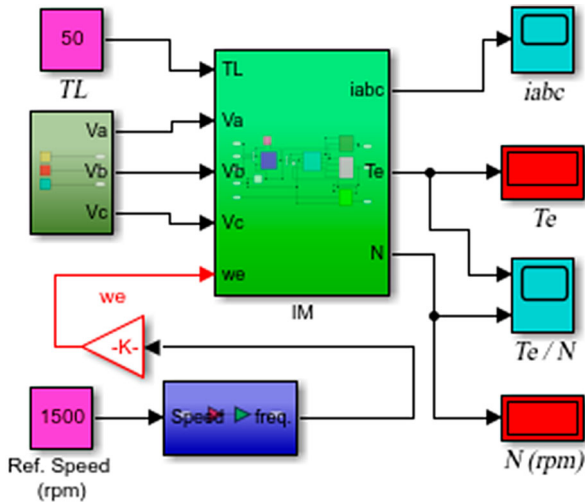 50
TL
Va
Vb
Vc
TL
Va
Vb
Vc
we
iabc
Te
N
IM
iabc
Te
Te / N
N (rpm)
we
-K-
1500
Ref. Speed
(rpm)
Speed
freq.